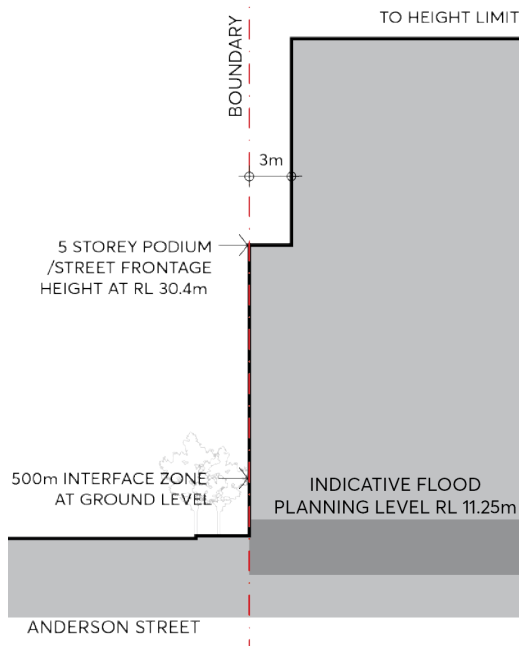 TO HEIGHT LIMIT
BOUNDARY
3m
5 STOREY PODIUM
/STREET FRONTAGE
HEIGHT AT RL 30.4m
500m INTERFACE ZONE
AT GROUND LEVEL
INDICATIVE FLOOD
PLANNING LEVEL RL 11.25m
ANDERSON STREET